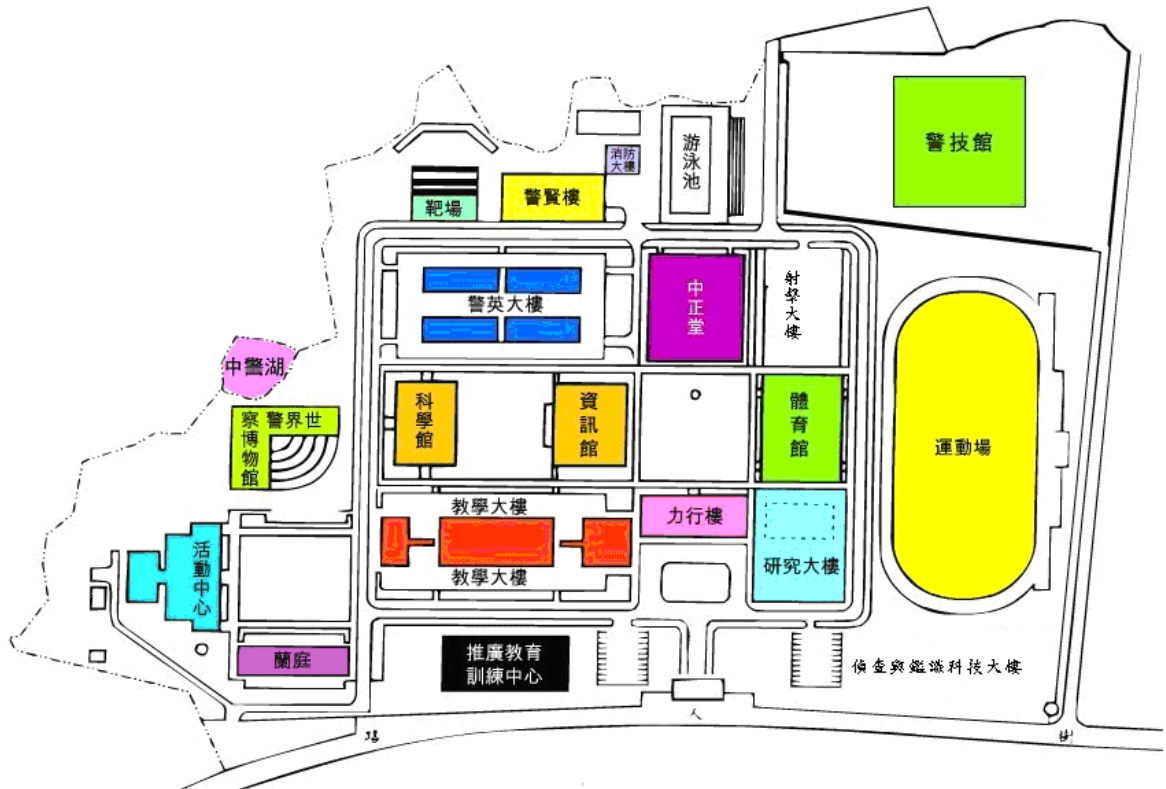 警技館
游泳池
消防
大樓
警賢樓
靶場
射擊大樓
中正堂
警英大樓
中警湖
世界警
察博物館
科學館
資訊館
體育館
運動場
教學大樓
力行樓
教學大樓
研究大樓
活動中心
蘭庭
推廣教育
訓練中心
偵查與鑑識科技大樓
樹
人
路